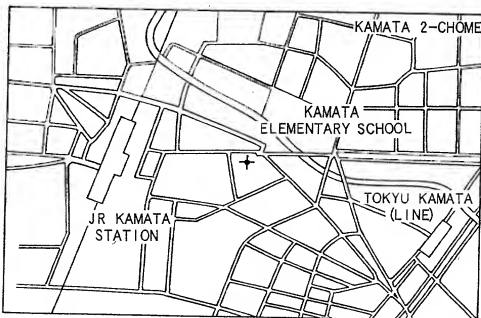 KAMATA 2-CHOME
KAMATA
ELEMENTARY SCHOOL
TOKYU KAMATA
(LINE)
JR KAMATA
STATION